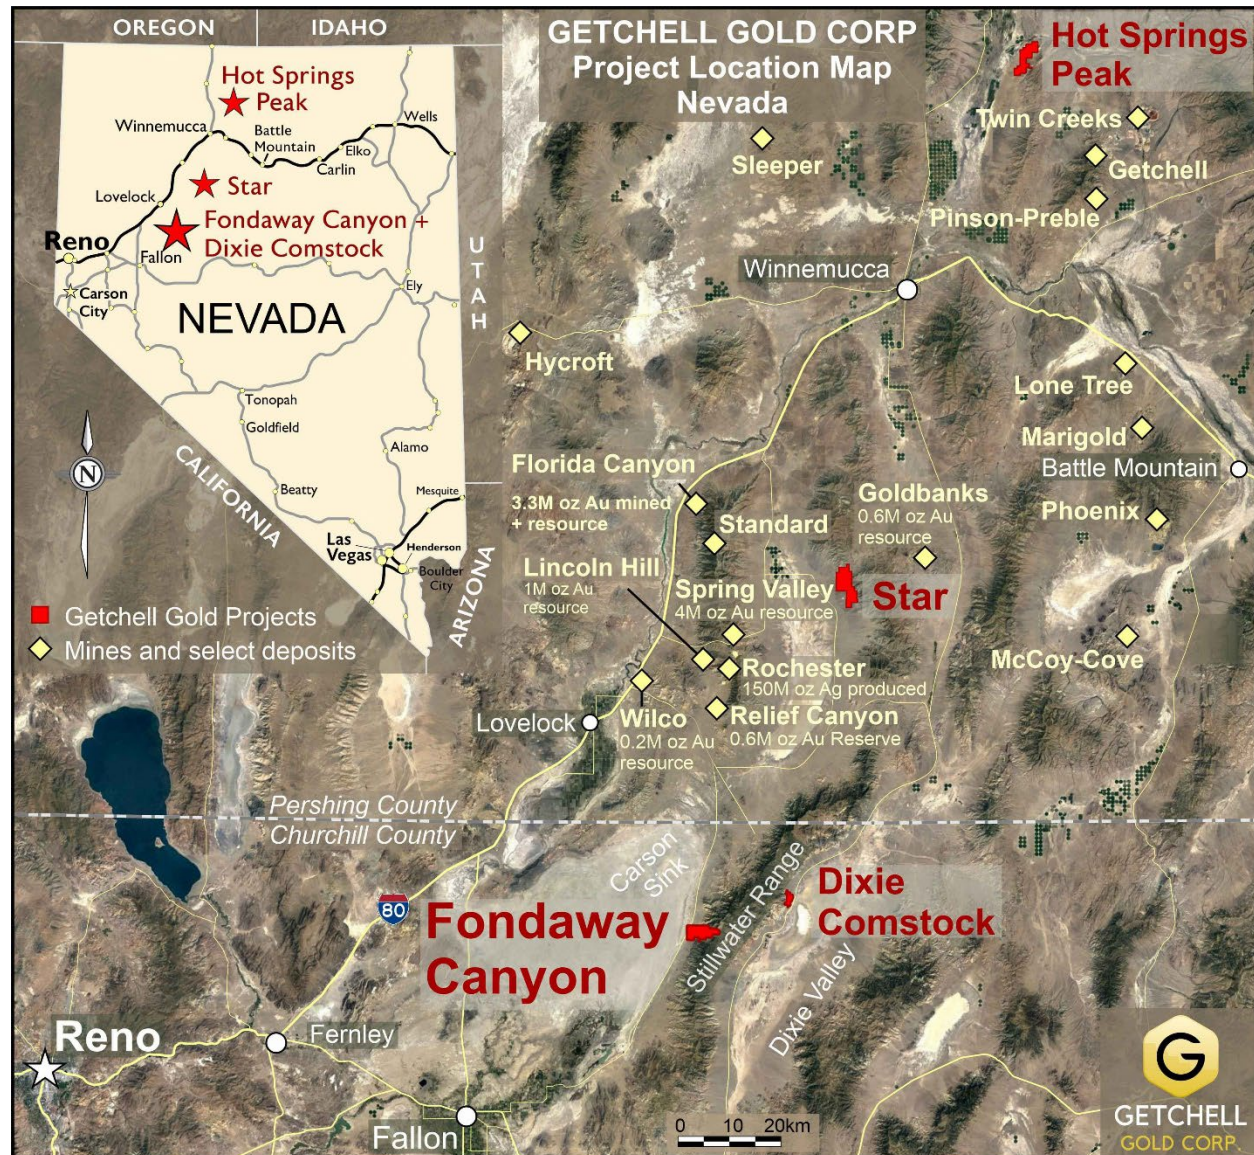 GETCHELL GOLD CORP
Project Location Map
Nevada
OREGON
IDAHO
Hot Springs
Peak
Winnemucca
Battle
Mountain
Wells
Elko
Carlin
Lovelock
Star
Fondaway Canyon +
Dixie Comstock
Reno
Fallon
Carson
City
Ely
UTAH
NEVADA
Tonopah
Goldfield
N
CALIFORNIA
Alamo
Beatty
Mesquite
Las
Vegas
Henderson
Boulder
City
ARIZONA
Getchell Gold Projects
Mines and select deposits
Hot Springs
Peak
Twin Creeks
Sleeper
Getchell
Pinson-Preble
Winnemucca
Hycroft
Lone Tree
Marigold
Battle Mountain
Florida Canyon
3.3M oz Au mined
+ resource
Goldbanks
0.6M oz Au
resource
Phoenix
Standard
Lincoln Hill
1M oz Au
resource
Spring Valley
4M oz Au resource
Star
McCoy-Cove
Rochester
150M oz Ag produced
Lovelock
Wilco
0.2M oz Au
resource
Relief Canyon
0.6M oz Au Reserve
Pershing County
Churchill County
Carson
Sink
Stillwater Range
Dixie
Comstock
80
Fondaway
Canyon
Dixie Valley
Reno
Fernley
Fallon
0 10 20km
G
GETCHELL
GOLD CORP.